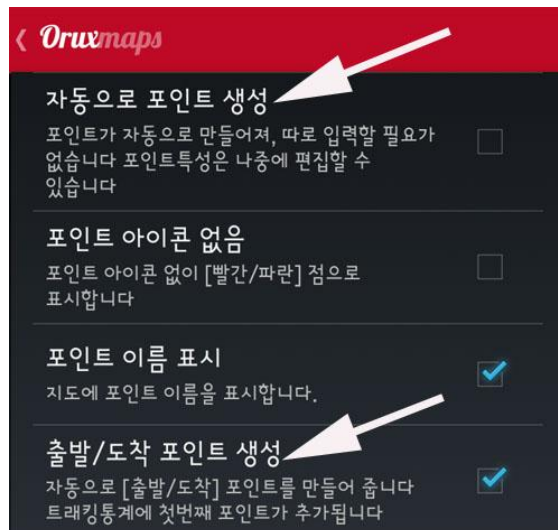 Oruxmaps
자동으로 포인트 생성
포인트가 자동으로 만들어져, 따로 입력할 필요가
없습니다 포인트특성은 나중에 편집할 수
있습니다
포인트 아이콘 없음
포인트 아이콘 없이 [빨간/파란] 점으로
표시합니다
포인트 이름 표시
지도에 포인트 이름을 표시합니다.
출발/도착 포인트 생성
자동으로 [출발/도착] 포인트를 만들어 줍니다
트래킹통계에 첫번째 포인트가 추가됩니다